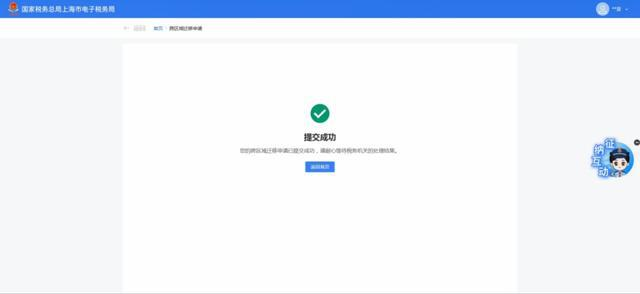 国家税务总局上海市电子税务局
首页 > 跨区域迁移申请
提交成功
您的跨区域迁移申请已提交成功，请耐心等待税务机关的处理结果。
返回首页
征纳互动